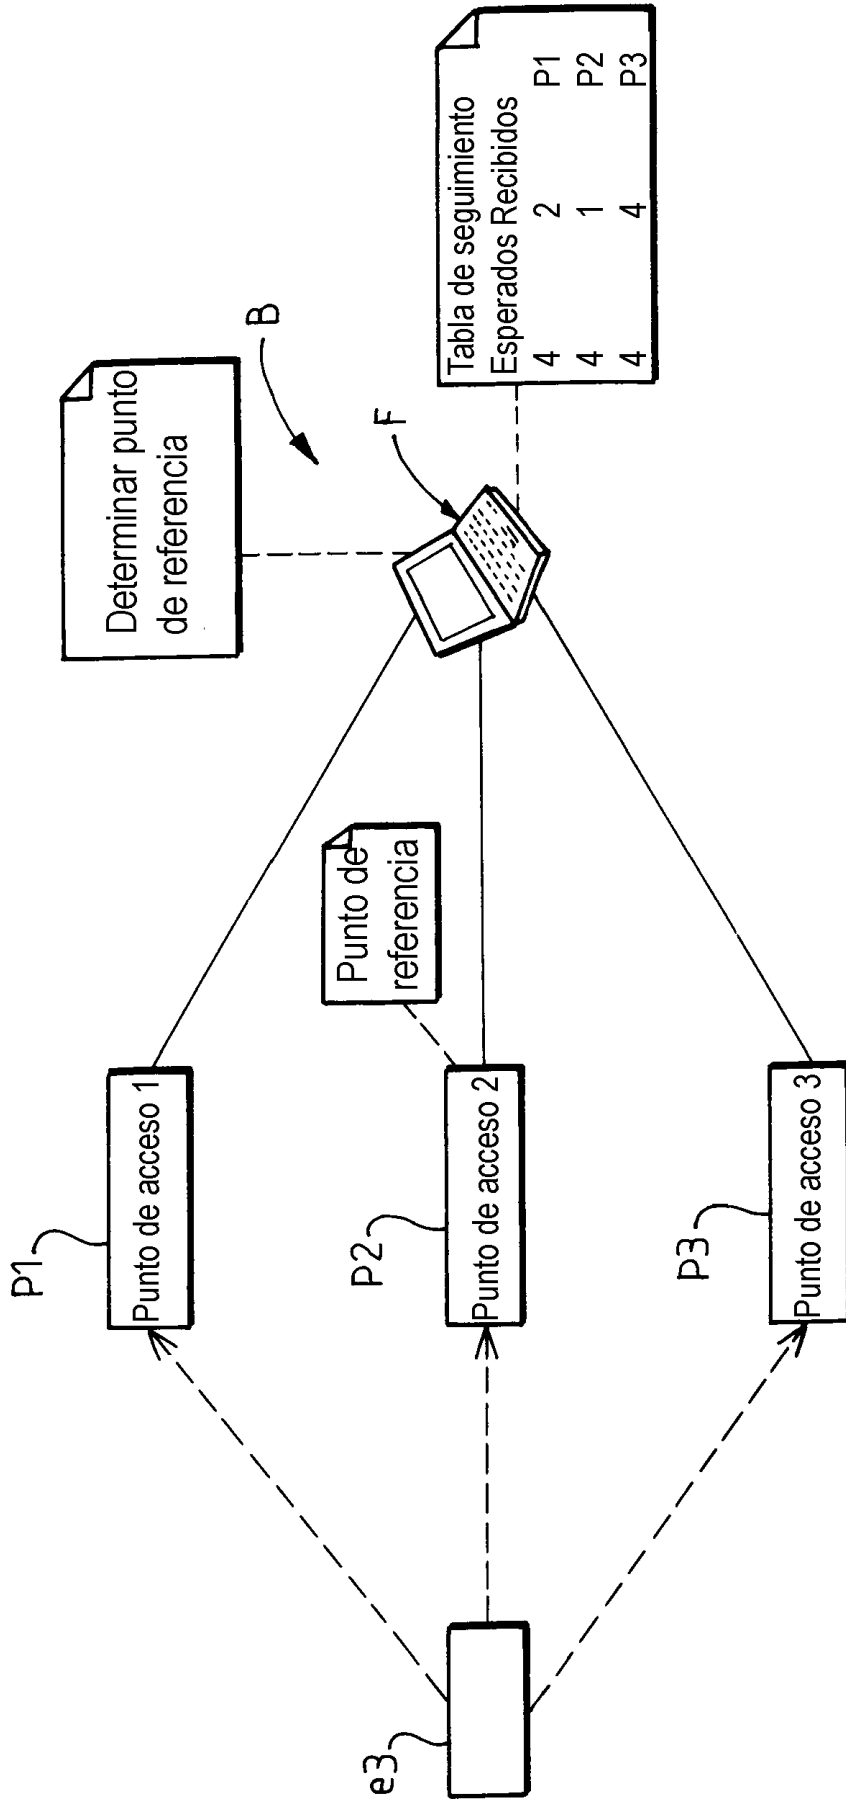 e3
P1
Punto de acceso 1
P2
Punto de acceso 2
P3
Punto de acceso 3
Punto de
referencia
Determinar punto
de referencia
B
F
Tabla de seguimiento
Esperados Recibidos
4 2 P1
4 1 P2
4 4 P3